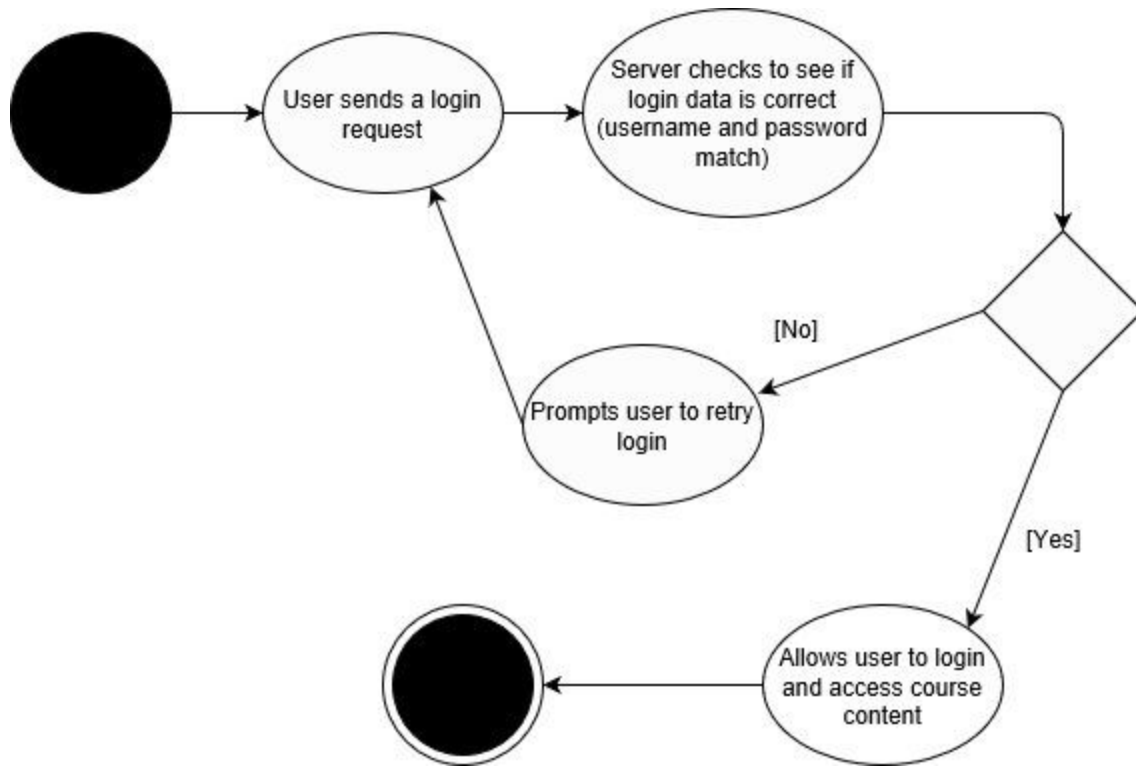 User sends a login
request
Server checks to see if
login data is correct
(username and password
match)
[No]
Prompts user to retry
login
[Yes]
Allows user to login
and access course
content